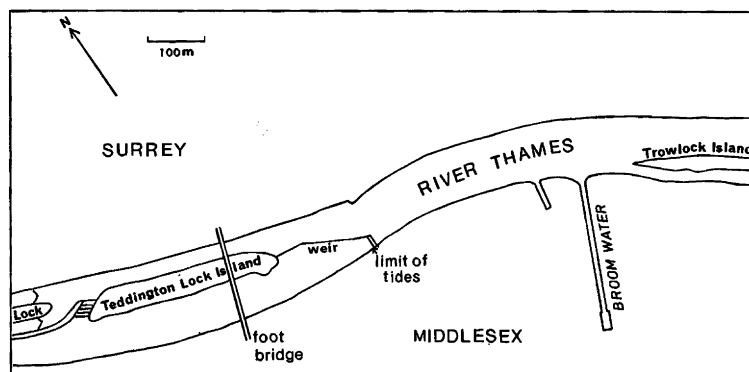 N
100m
SURREY
RIVER THAMES
Trowlock Island
weir
limit of
tides
Teddington Lock Island
Lock
foot
bridge
BROOM WATER
MIDDLESEX